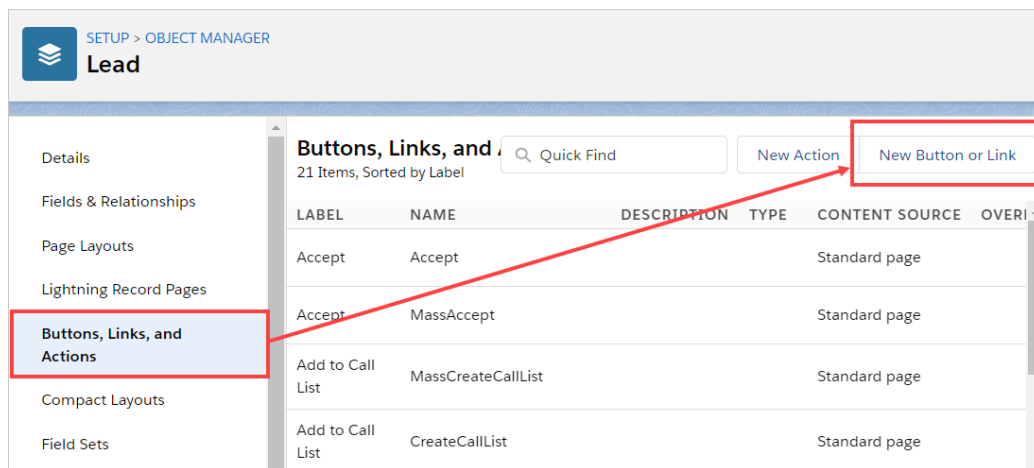 SETUP > OBJECT MANAGER
Lead
Details
Fields & Relationships
Page Layouts
Lightning Record Pages
Buttons, Links, and
Actions
Compact Layouts
Field Sets
Buttons, Links, and
Quick Find
New Action
New Button or Link
21 Items, Sorted by Label
LABEL NAME DESCRIPTION TYPE CONTENT SOURCE
Accept Accept Standard page
Accept MassAccept Standard page
Add to Call
List
MassCreateCallList Standard page
Add to Call
List
CreateCallList Standard page